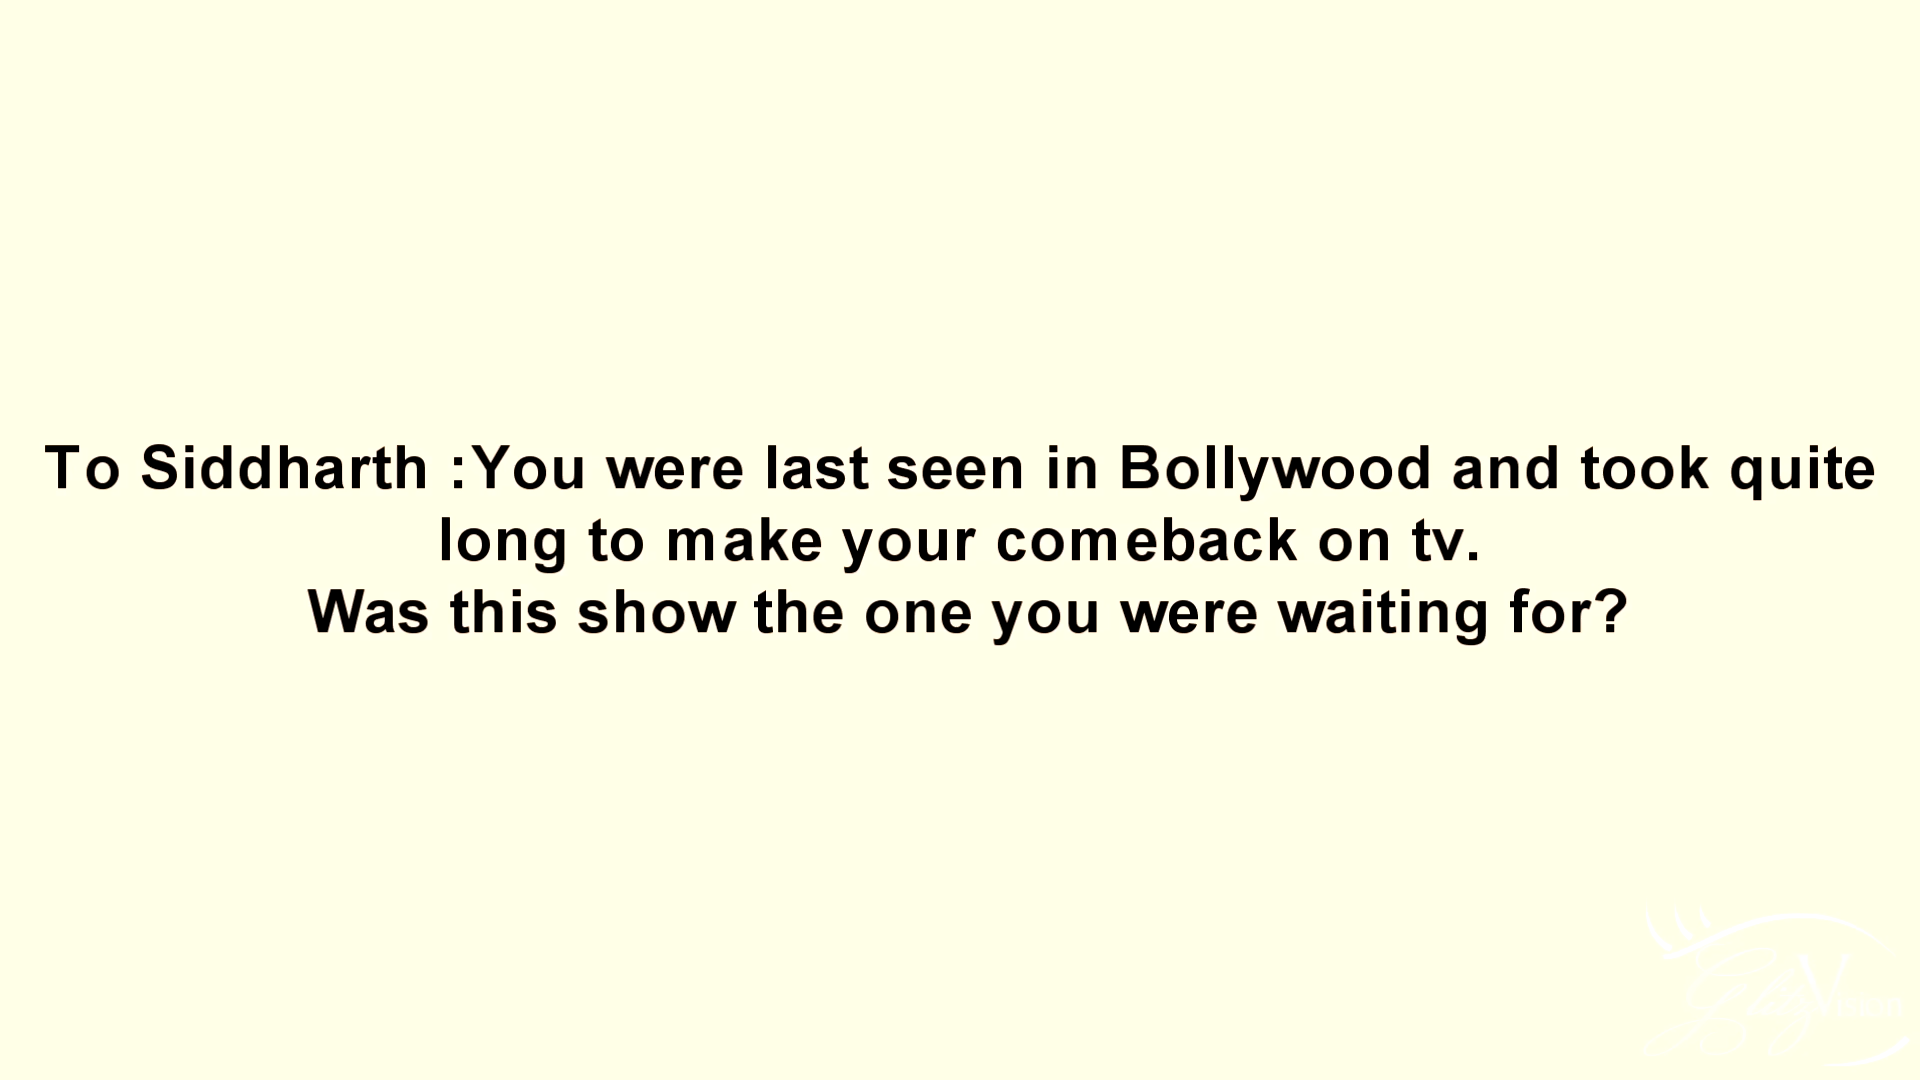 To Siddharth :You were last seen in Bollywood and took quite
long to make your comeback on tv.
Was this show the one you were waiting for?